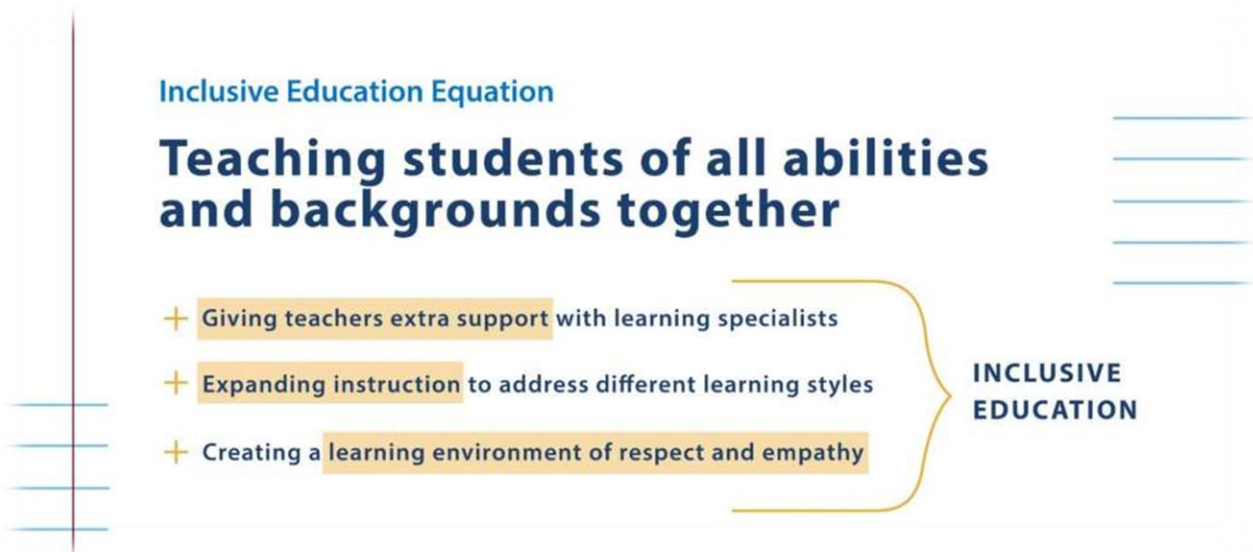 Inclusive Education Equation
Teaching students of all abilities
and backgrounds together
+ Giving teachers extra support with learning specialists
+ Expanding instruction to address different learning styles
+ Creating a learning environment of respect and empathy
INCLUSIVE
EDUCATION